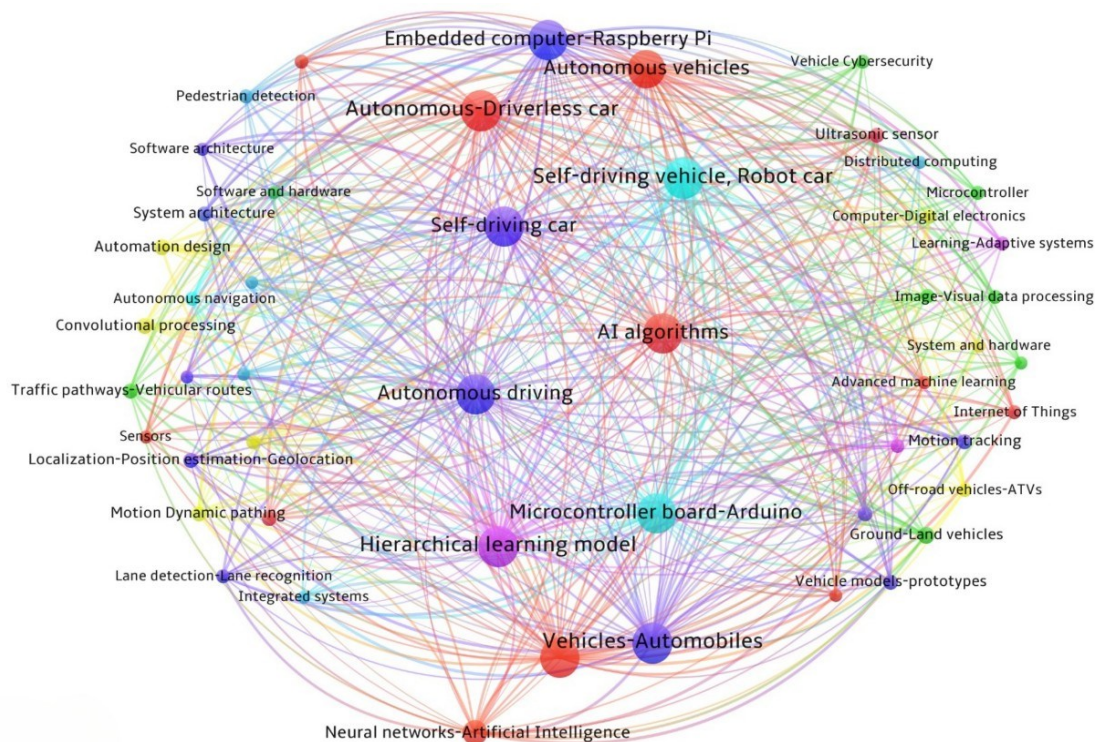 Embedded computer-Raspberry Pi
Autonomous vehicles
Vehicle Cybersecurity
Pedestrian detection
Autonomous-Driverless car
Ultrasonic sensor
Software architecture
Distributed computing
Self-driving vehicle, Robot car
Software and hardware
Microcontroller
System architecture
Computer-Digital electronics
Self-driving car
Automation design
Learning-Adaptive systems
Autonomous navigation
Image-Visual data processing
Convolutional processing
AI algorithms
System and hardware
Advanced machine learning
Traffic pathways-Vehicular routes
Autonomous driving
Internet of Things
Sensors
Motion tracking
Localization-Position estimation-Geolocation
Off-road vehicles-ATVs
Motion Dynamic pathing
Microcontroller board-Arduino
Ground-Land vehicles
Hierarchical learning model
Lane detection-Lane recognition
Vehicle models-prototypes
Integrated systems
Vehicles-Automobiles
Neural networks-Artificial Intelligence